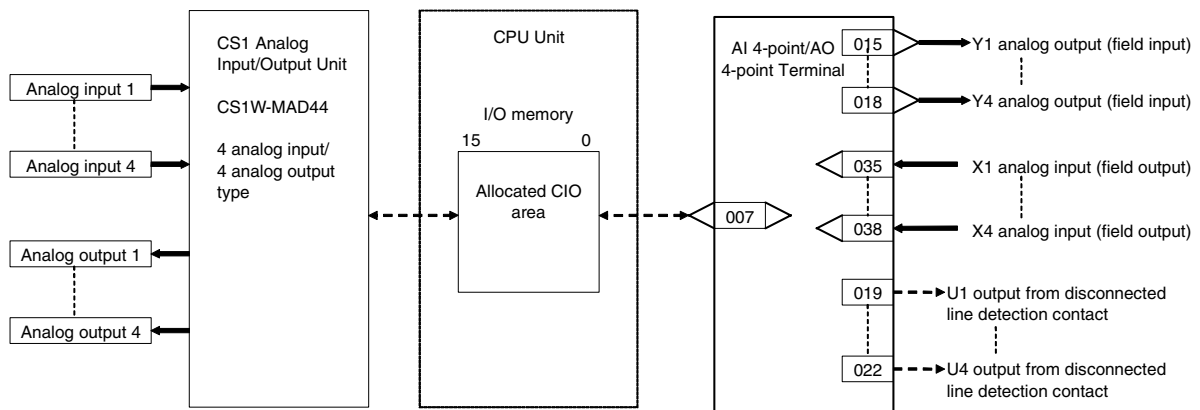 CS1 Analog
Input/Output Unit
CS1W-MAD44
4 analog input/
4 analog output
type
Analog input 1
Analog input 4
Analog output 1
Analog output 4
CPU Unit
I/O memory
15 0
Allocated CIO
area
AI 4-point/AO
4-point Terminal
007
015
Y1 analog output (field input)
018
Y4 analog output (field input)
035
X1 analog input (field output)
038
X4 analog input (field output)
019
U1 output from disconnected
line detection contact
022
U4 output from disconnected
line detection contact